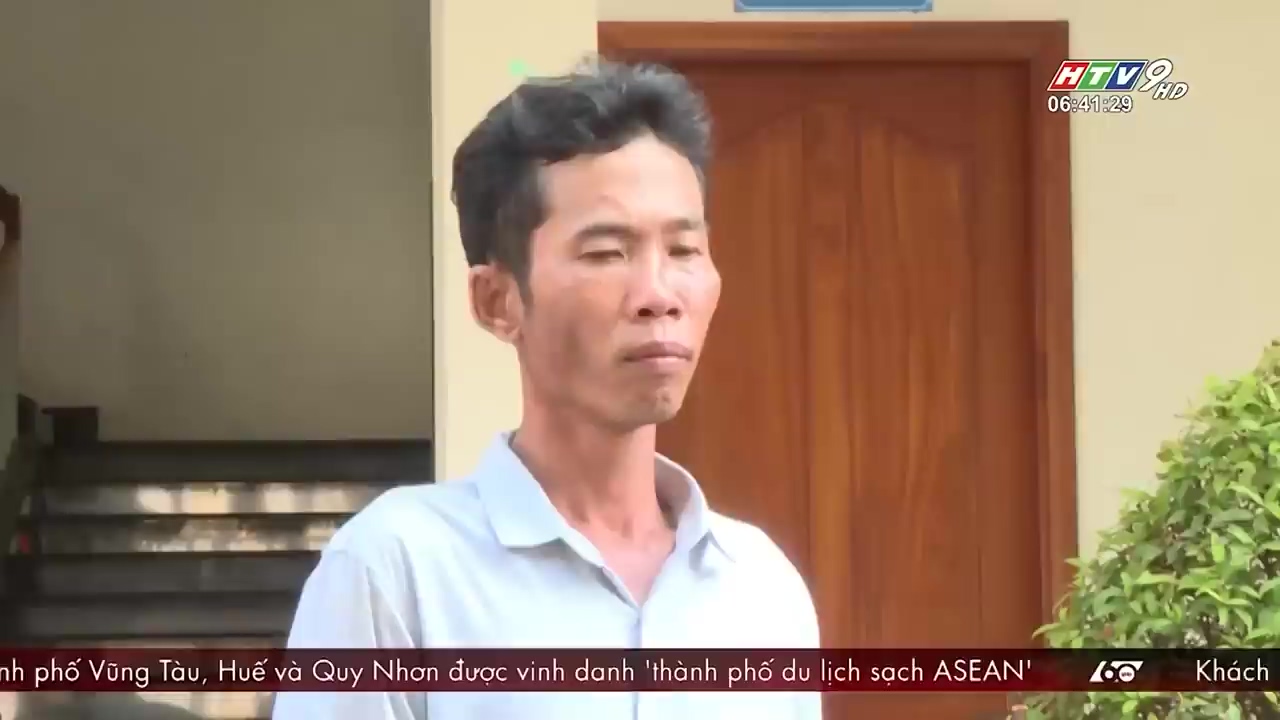 HTV9 HD
06:41:29
nh phố Vũng Tàu, Huế và Quy Nhơn được vinh danh 'thành phố du lịch sạch ASEAN' 60 Khách